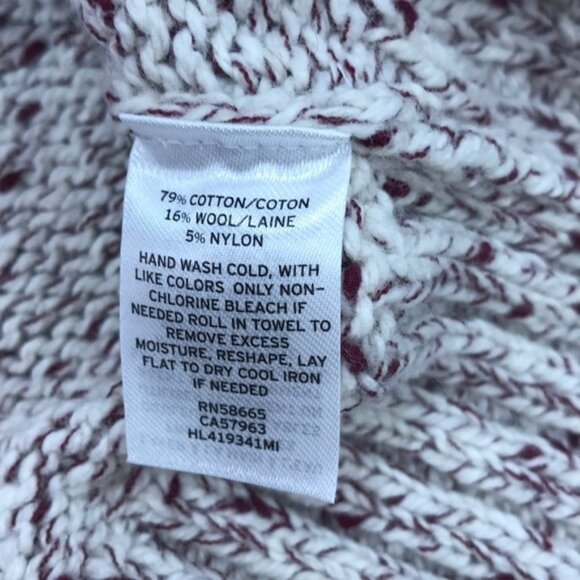 79% COTTON/COTON
16% WOOL/LAINE
5% NYLON
HAND WASH COLD, WITH
LIKE COLORS ONLY NON-
CHLORINE BLEACH IF
NEEDED ROLL IN TOWEL TO
REMOVE EXCESS
MOISTURE, RESHAPE, LAY
FLAT TO DRY COOL IRON
IF NEEDED
RN58665
CA57963
HL419341MI